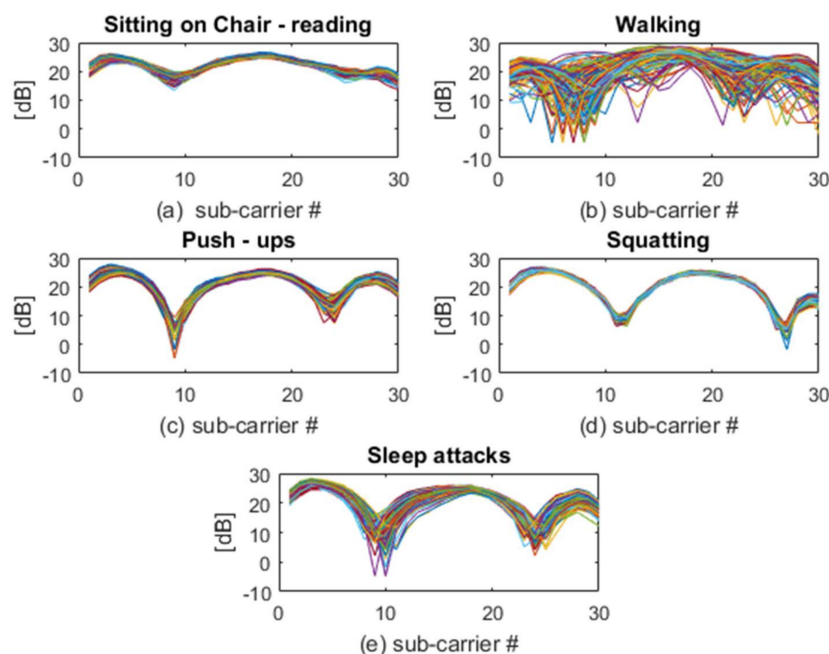 Sitting on Chair - reading
30
20
10
0
-10
[dB]
0 10 20 30
(a) sub-carrier #
Walking
30
20
10
0
-10
[dB]
0 10 20 30
(b) sub-carrier #
Push - ups
30
20
10
0
-10
[dB]
0 10 20 30
(c) sub-carrier #
Squatting
30
20
10
0
-10
[dB]
0 10 20 30
(d) sub-carrier #
Sleep attacks
30
20
10
0
-10
[dB]
0 10 20 30
(e) sub-carrier #